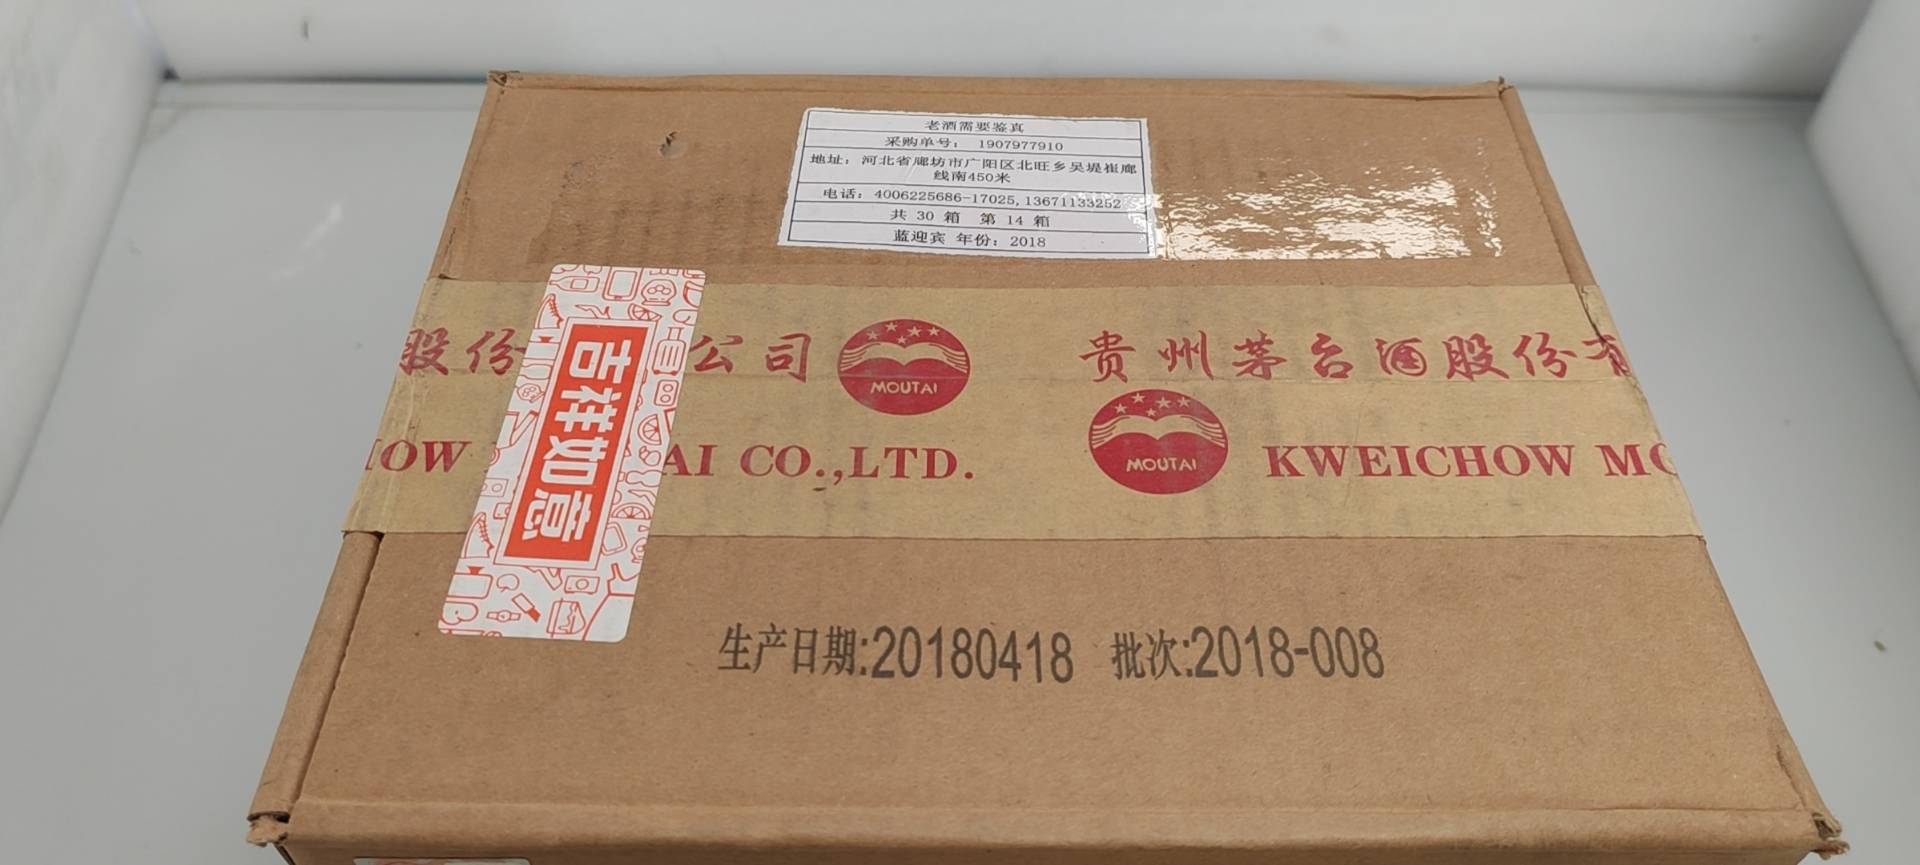 老酒需要鉴真
采购单号： 1907977910
地址：河北省廊坊市广阳区北旺乡吴堤崔廊
线南450米
电话：4006225686-17025,13671133252
共 30 箱 第 14 箱
蓝迎宾 年份：2018
股份 公司 MOUTAI 贵州茅台酒股份有
HOW AI CO.,LTD. MOUTAI KWEICHOW MO
吉祥如意
生产日期:20180418 批次:2018-008